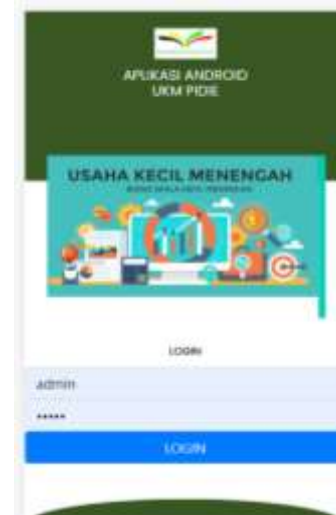 APLIKASI ANDROID
UKM PIDIE
USAHA KECIL MENENGAH
LOGIN
admin
•••••
LOGIN